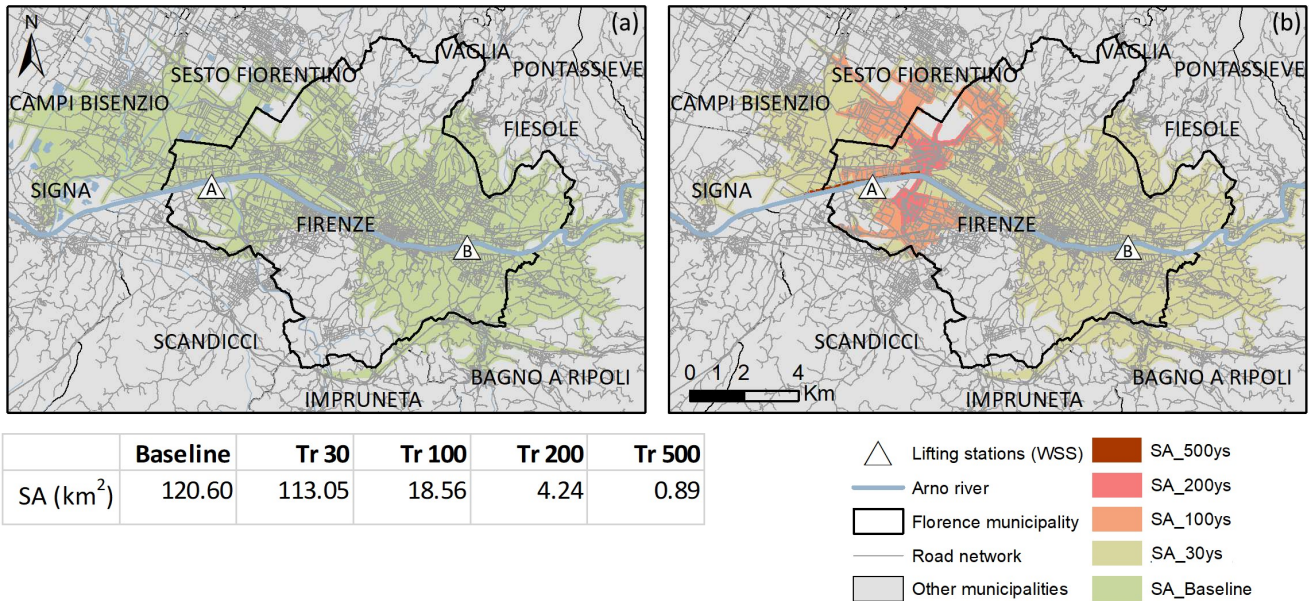 (a)
N
VAGLIA
PONTASSIEVE
SESTO FIORENTINO
CAMPI BISENZIO
FIESOLE
SIGNA
A
FIRENZE
B
SCANDICCI
BAGNO A RIPOLI
IMPRUNETA
(b)
VAGLIA
PONTASSIEVE
SESTO FIORENTINO
CAMPI BISENZIO
FIESOLE
SIGNA
A
FIRENZE
B
SCANDICCI
0 1 2 4
Km
BAGNO A RIPOLI
IMPRUNETA
Baseline Tr 30 Tr 100 Tr 200 Tr 500
SA (km²) 120.60 113.05 18.56 4.24 0.89
Lifting stations (WSS)
Arno river
Florence municipality
Road network
Other municipalities
SA_500ys
SA_200ys
SA_100ys
SA_30ys
SA_Baseline